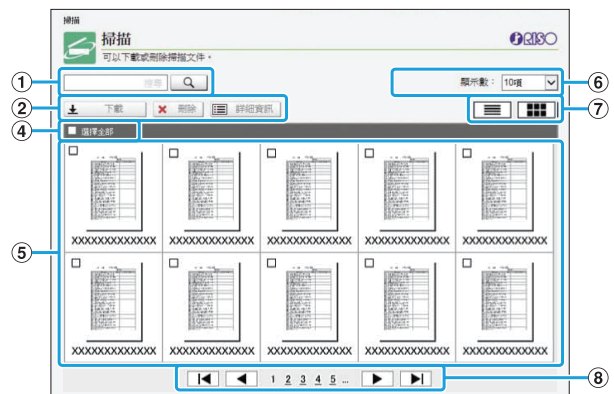 掃描
掃描
RISO
可以下載或刪除掃描文件。
① 搜尋 顯示數： 10項 ⑥
② 下載 刪除 詳細資訊 ⑦
④ 選擇全部
⑤
XXXXXXXXXXXXX XXXXXXXXXXXXX XXXXXXXXXXXXX XXXXXXXXXXXXX XXXXXXXXXXXXX
XXXXXXXXXXXXX XXXXXXXXXXXXX XXXXXXXXXXXXX XXXXXXXXXXXXX XXXXXXXXXXXXX
1 2 3 4 5 ... ⑧